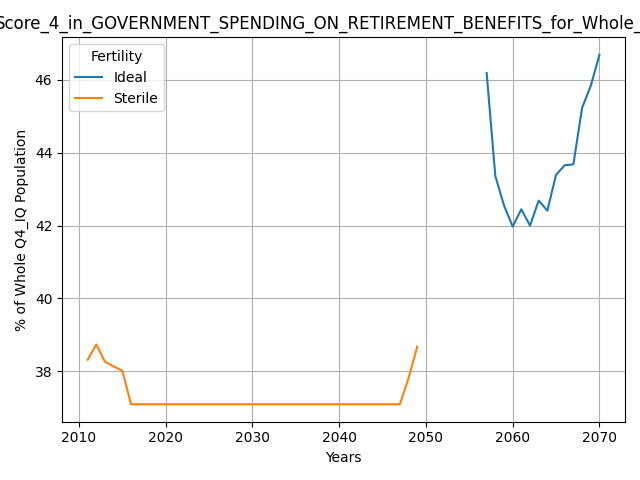 Score_4_in_GOVERNMENT_SPENDING_ON_RETIREMENT_BENEFITS_for_Whole_
Fertility
Ideal
Sterile
% of Whole Q4_IQ Population
46
44
42
40
38
2010 2020 2030 2040 2050 2060 2070
Years